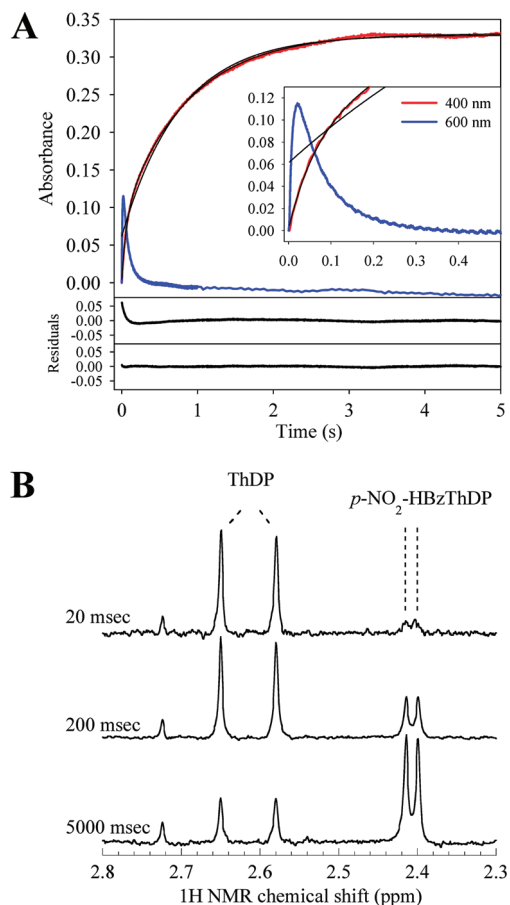 A
0.35
0.30
0.25
0.20
0.15
0.10
0.05
0.00
Absorbance
0.12
0.10
0.08
0.06
0.04
0.02
0.00
400 nm
600 nm
0.0 0.1 0.2 0.3 0.4
Residuals
0.05
0.00
-0.05
0.05
0.00
-0.05
0 1 2 3 4 5
Time (s)
B
ThDP
p-NO2-HBzThDP
20 msec
200 msec
5000 msec
2.8 2.7 2.6 2.5 2.4 2.3
1H NMR chemical shift (ppm)